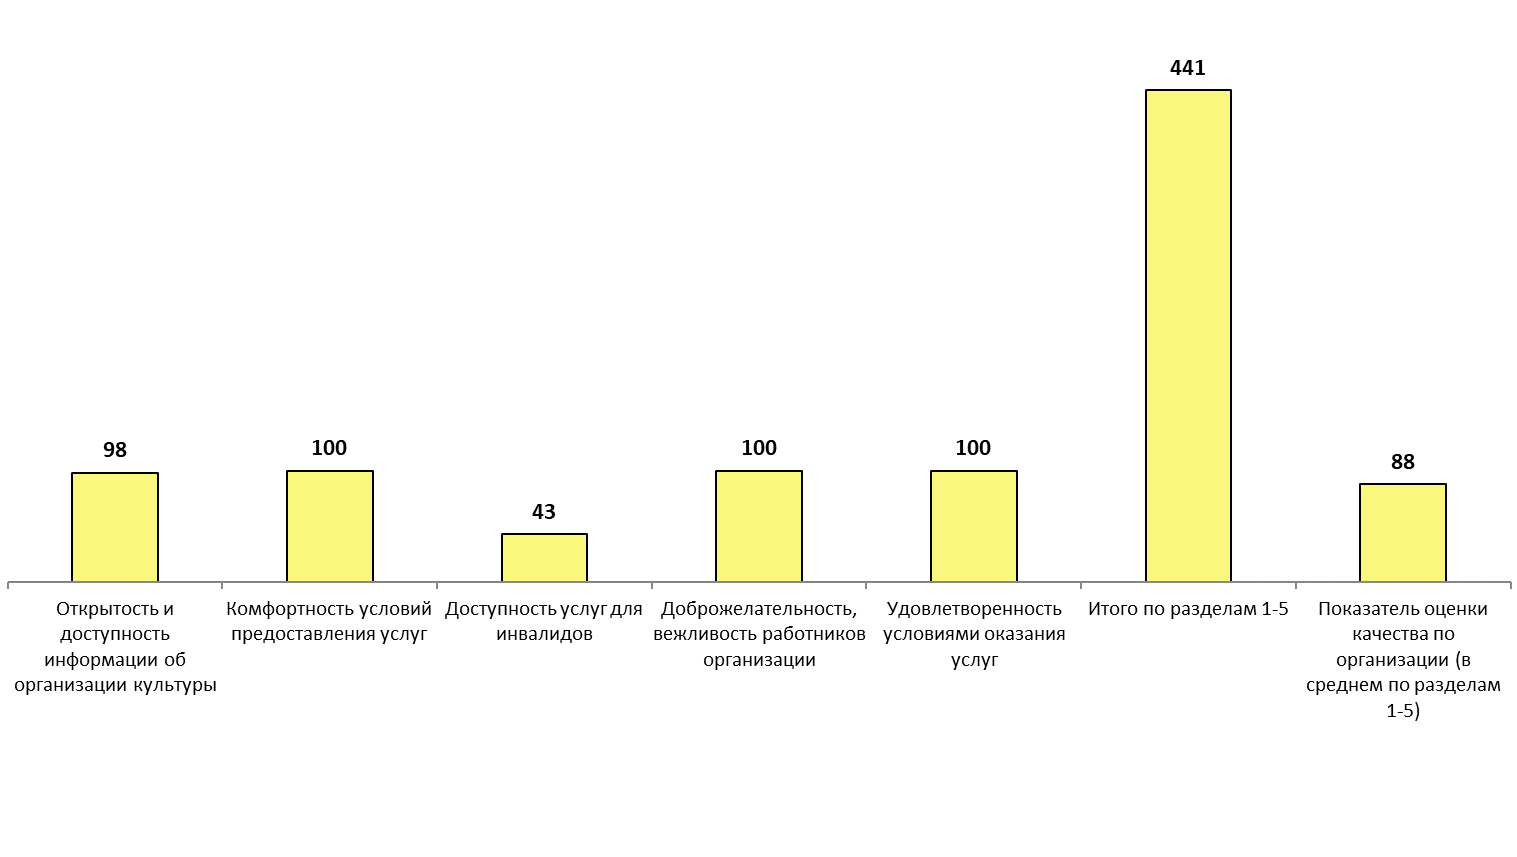 441
98
100
43
100
100
88
Открытость и
доступность
информации об
организации культуры
Комфортность условий
предоставления услуг
Доступность услуг для
инвалидов
Доброжелательность,
вежливость работников
организации
Удовлетворенность
условиями оказания
услуг
Итого по разделам 1-5
Показатель оценки
качества по
организации (в
среднем по разделам
1-5)